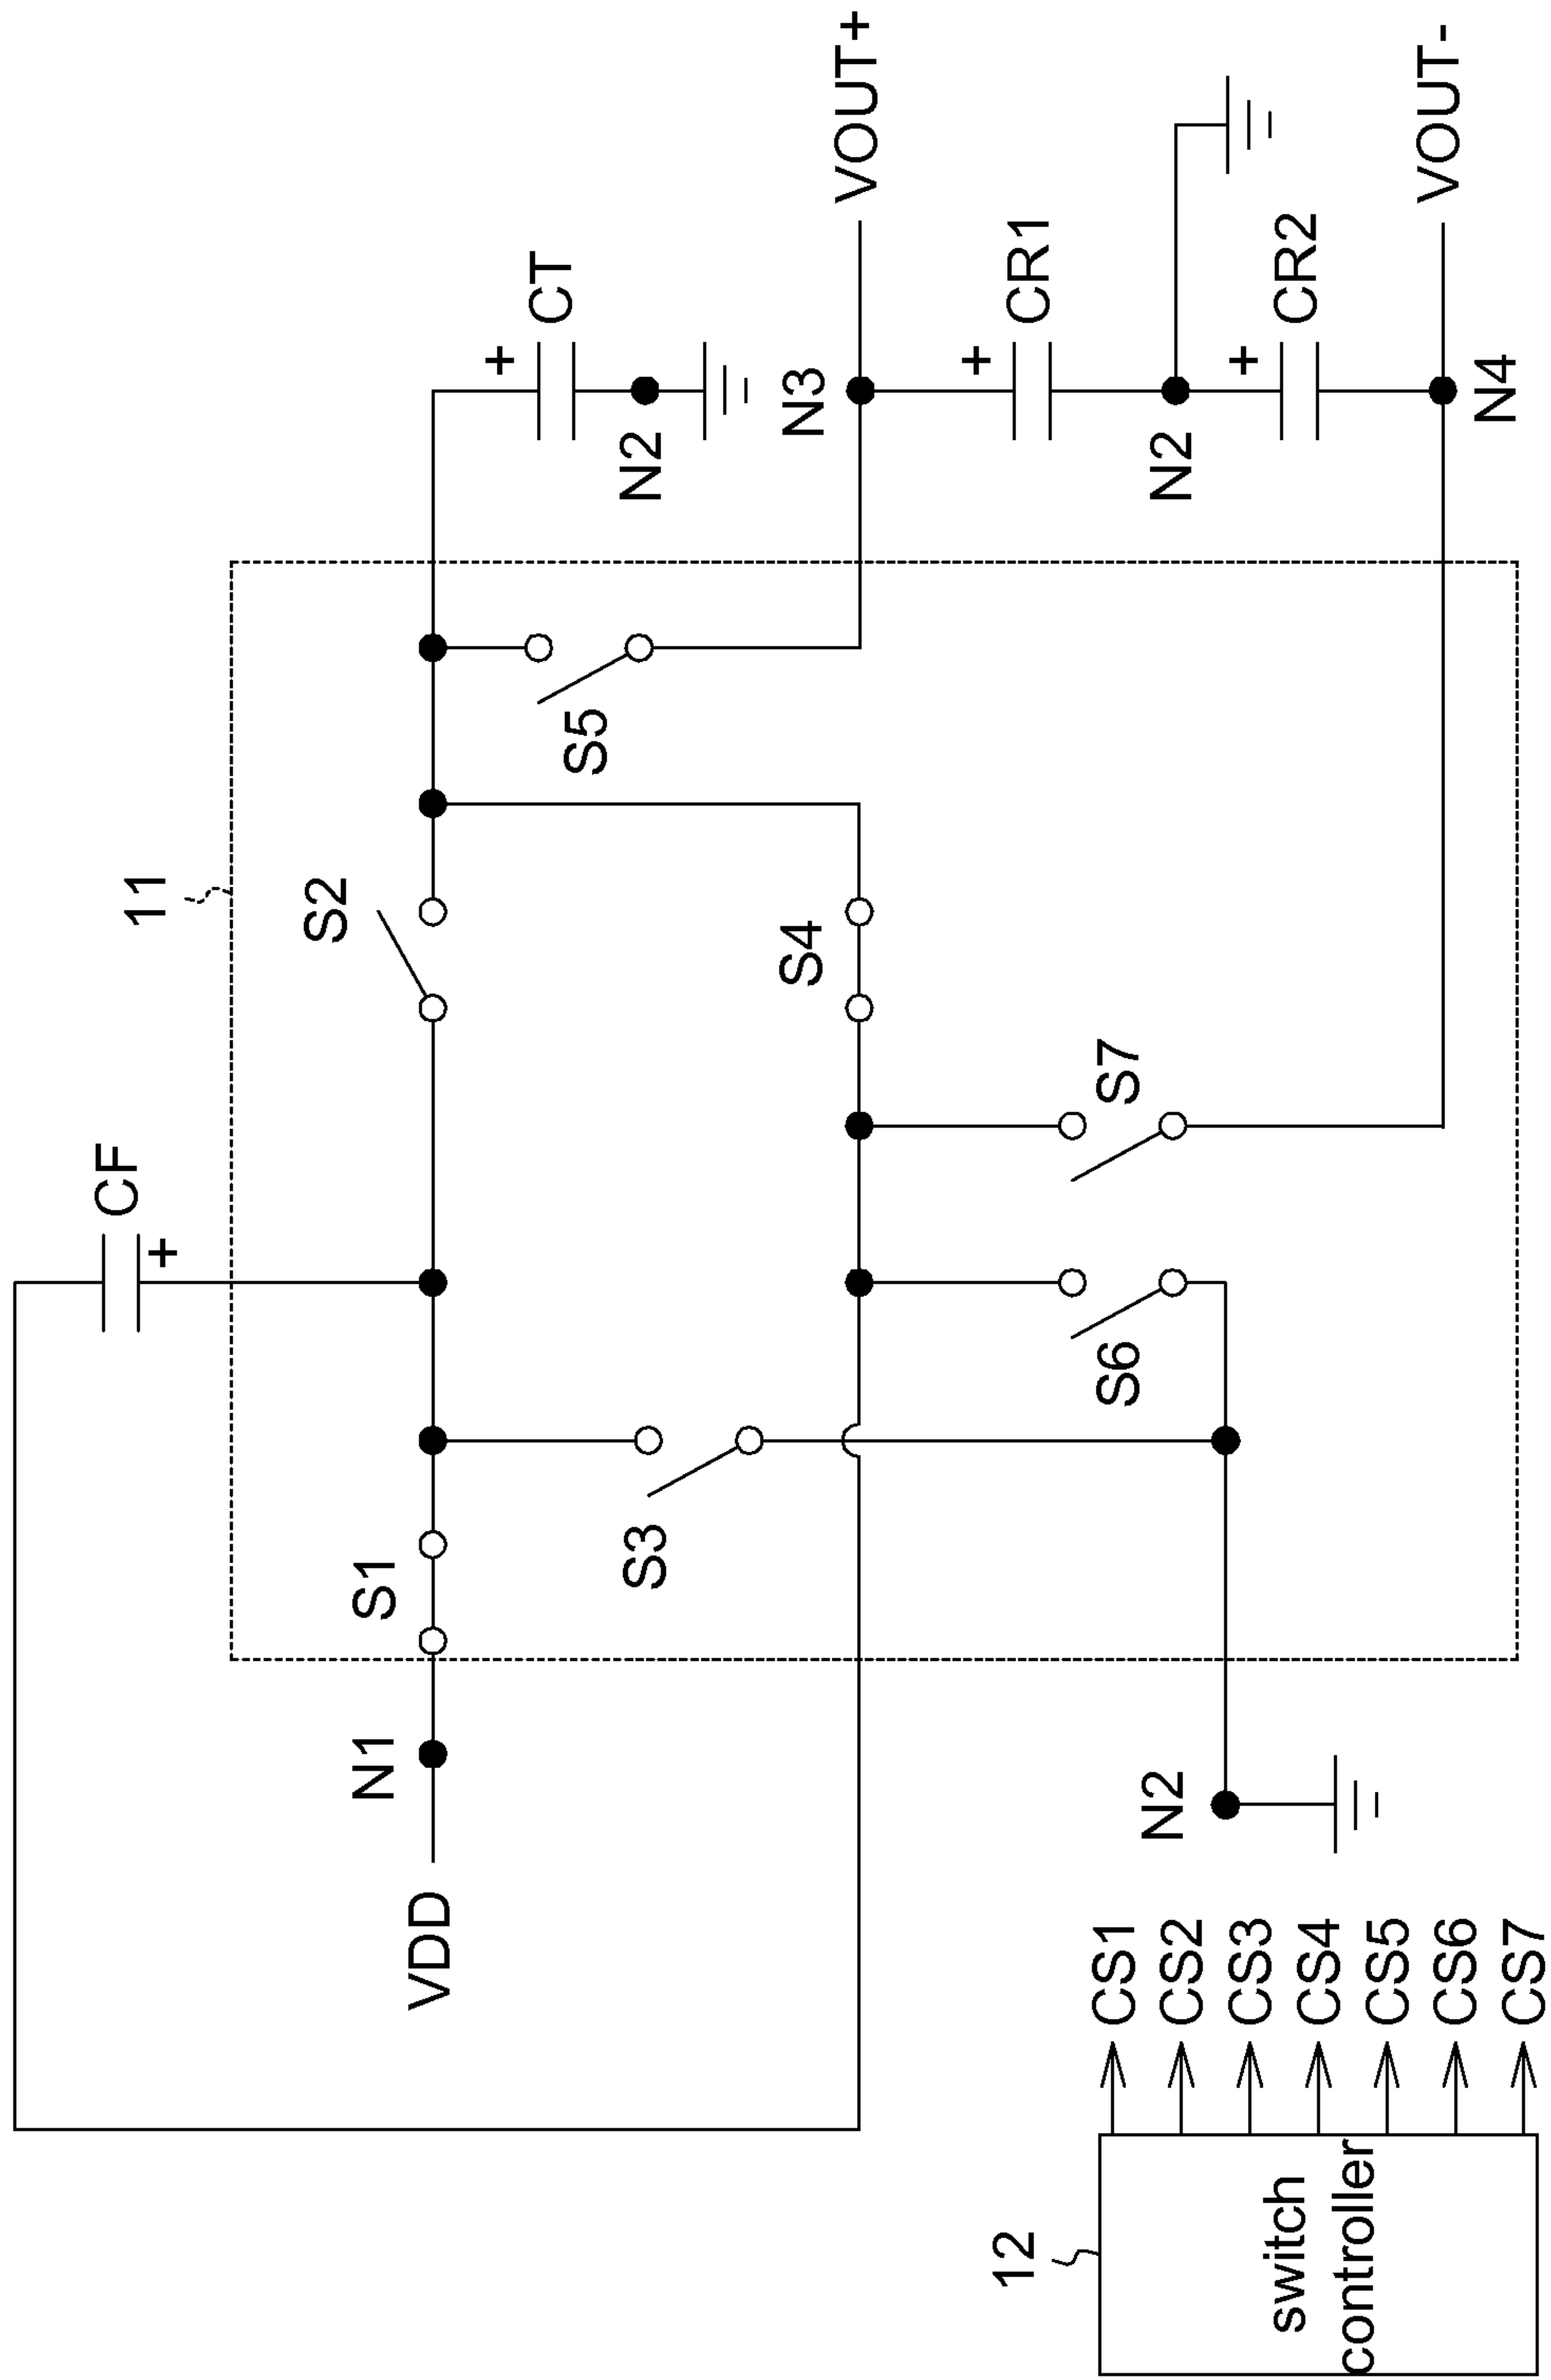 CF
11
S2
VDD
N1
S1
CT
S5
N2
S3
S4
N3
VOUT+
CR1
S6
S7
N2
N2
CR2
N4
VOUT-
12
switch
controller
CS1
CS2
CS3
CS4
CS5
CS6
CS7
+
+
+
+